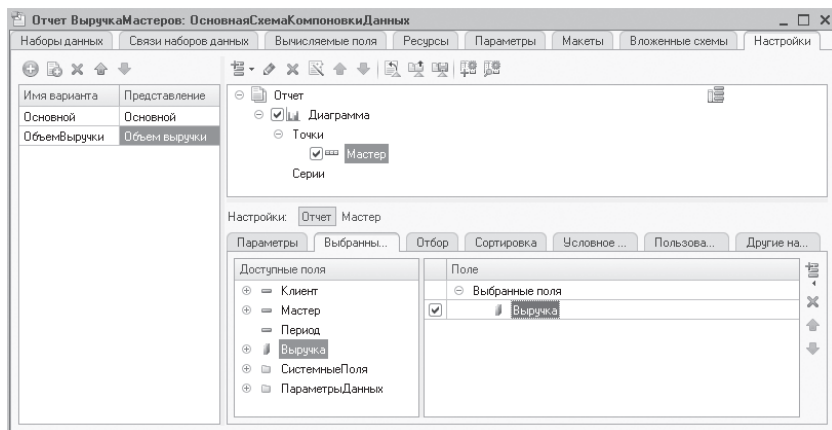 Отчет ВыручкаМастеров: ОсновнаяСхемаКомпоновкиДанных
Наборы данных Связи наборов данных Вычисляемые поля Ресурсы Параметры Макеты Вложенные схемы Настройки
Имя варианта Представление
Основной Основной
ОбъемВыручки Объем выручки
Отчет
Диаграмма
Точки
Мастер
Серии
Настройки: Отчет Мастер
Параметры Выбранны... Отбор Сортировка Условное ... Пользова... Другие на...
Доступные поля
Клиент
Мастер
Период
Выручка
СистемныеПоля
ПараметрыДанных
Поле
Выбранные поля
Выручка